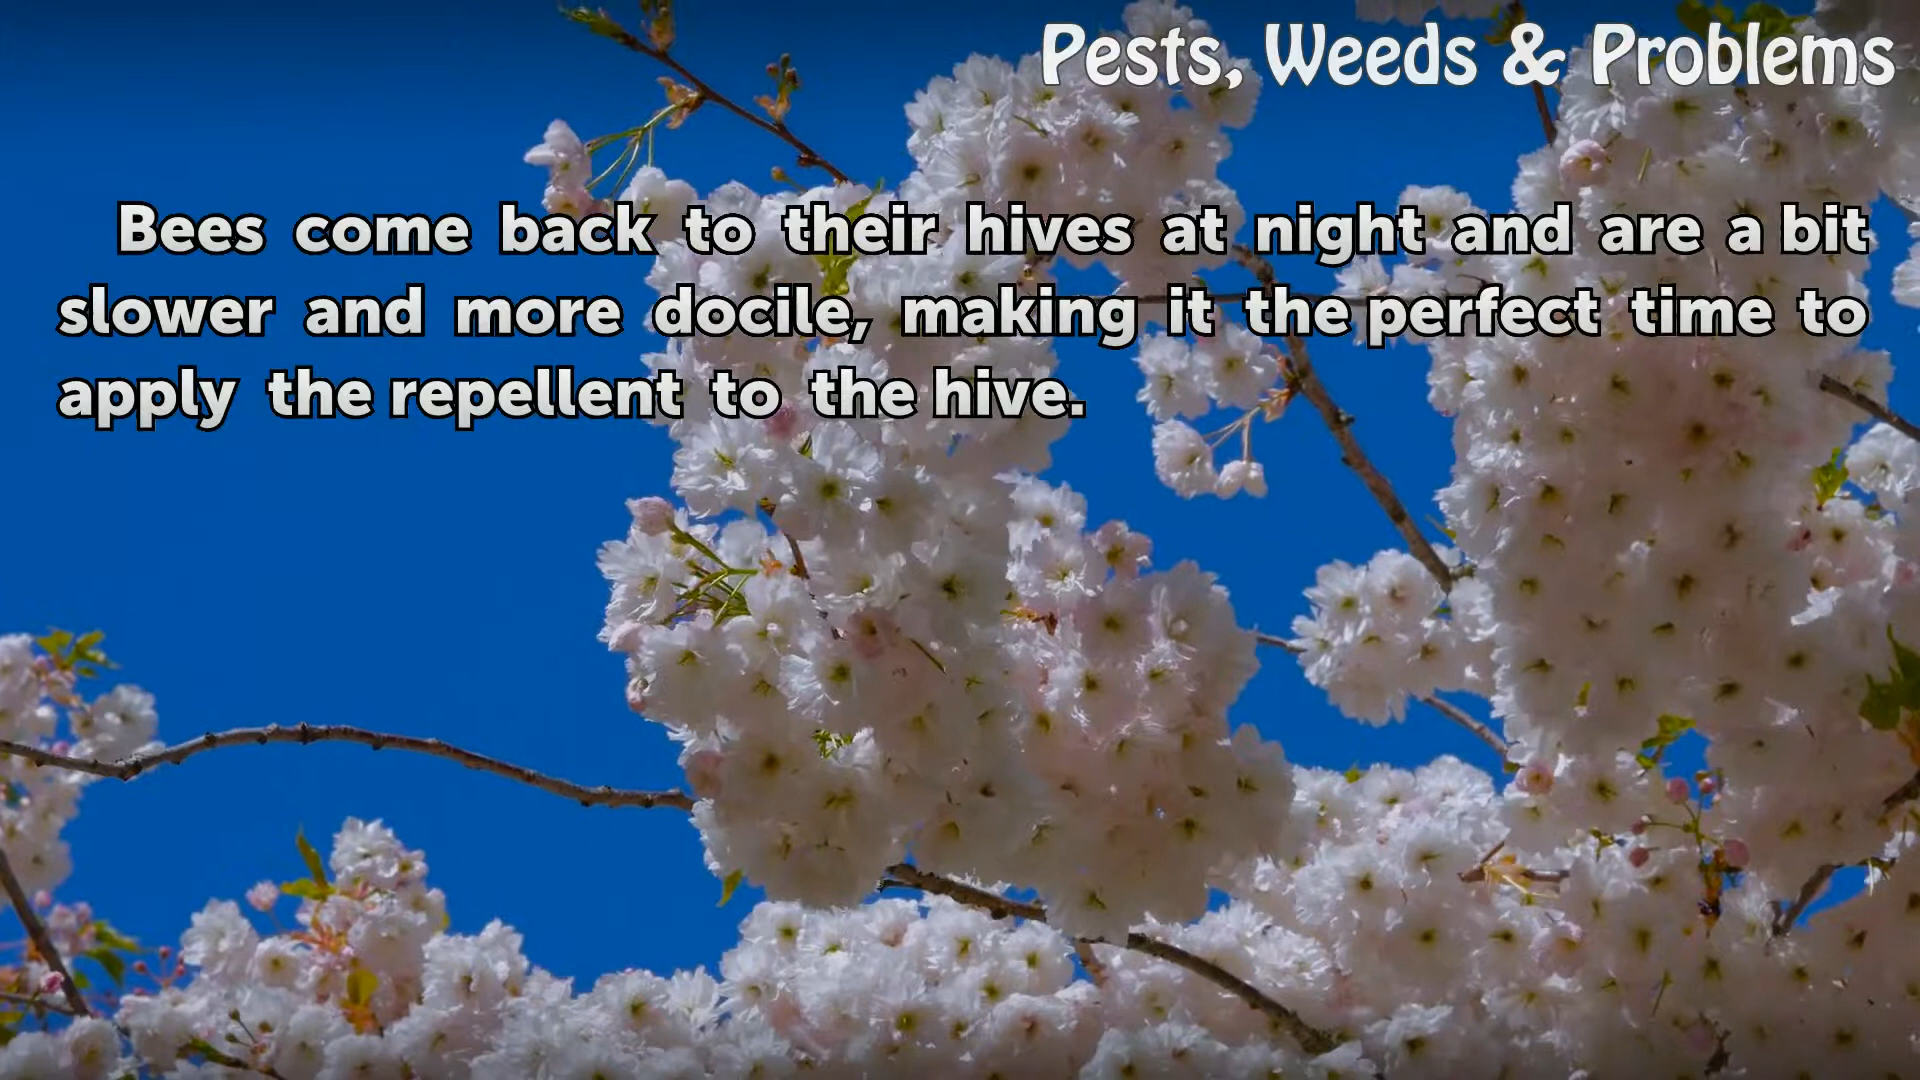 Pests, Weeds & Problems
Bees come back to their hives at night and are a bit
slower and more docile, making it the perfect time to
apply the repellent to the hive.